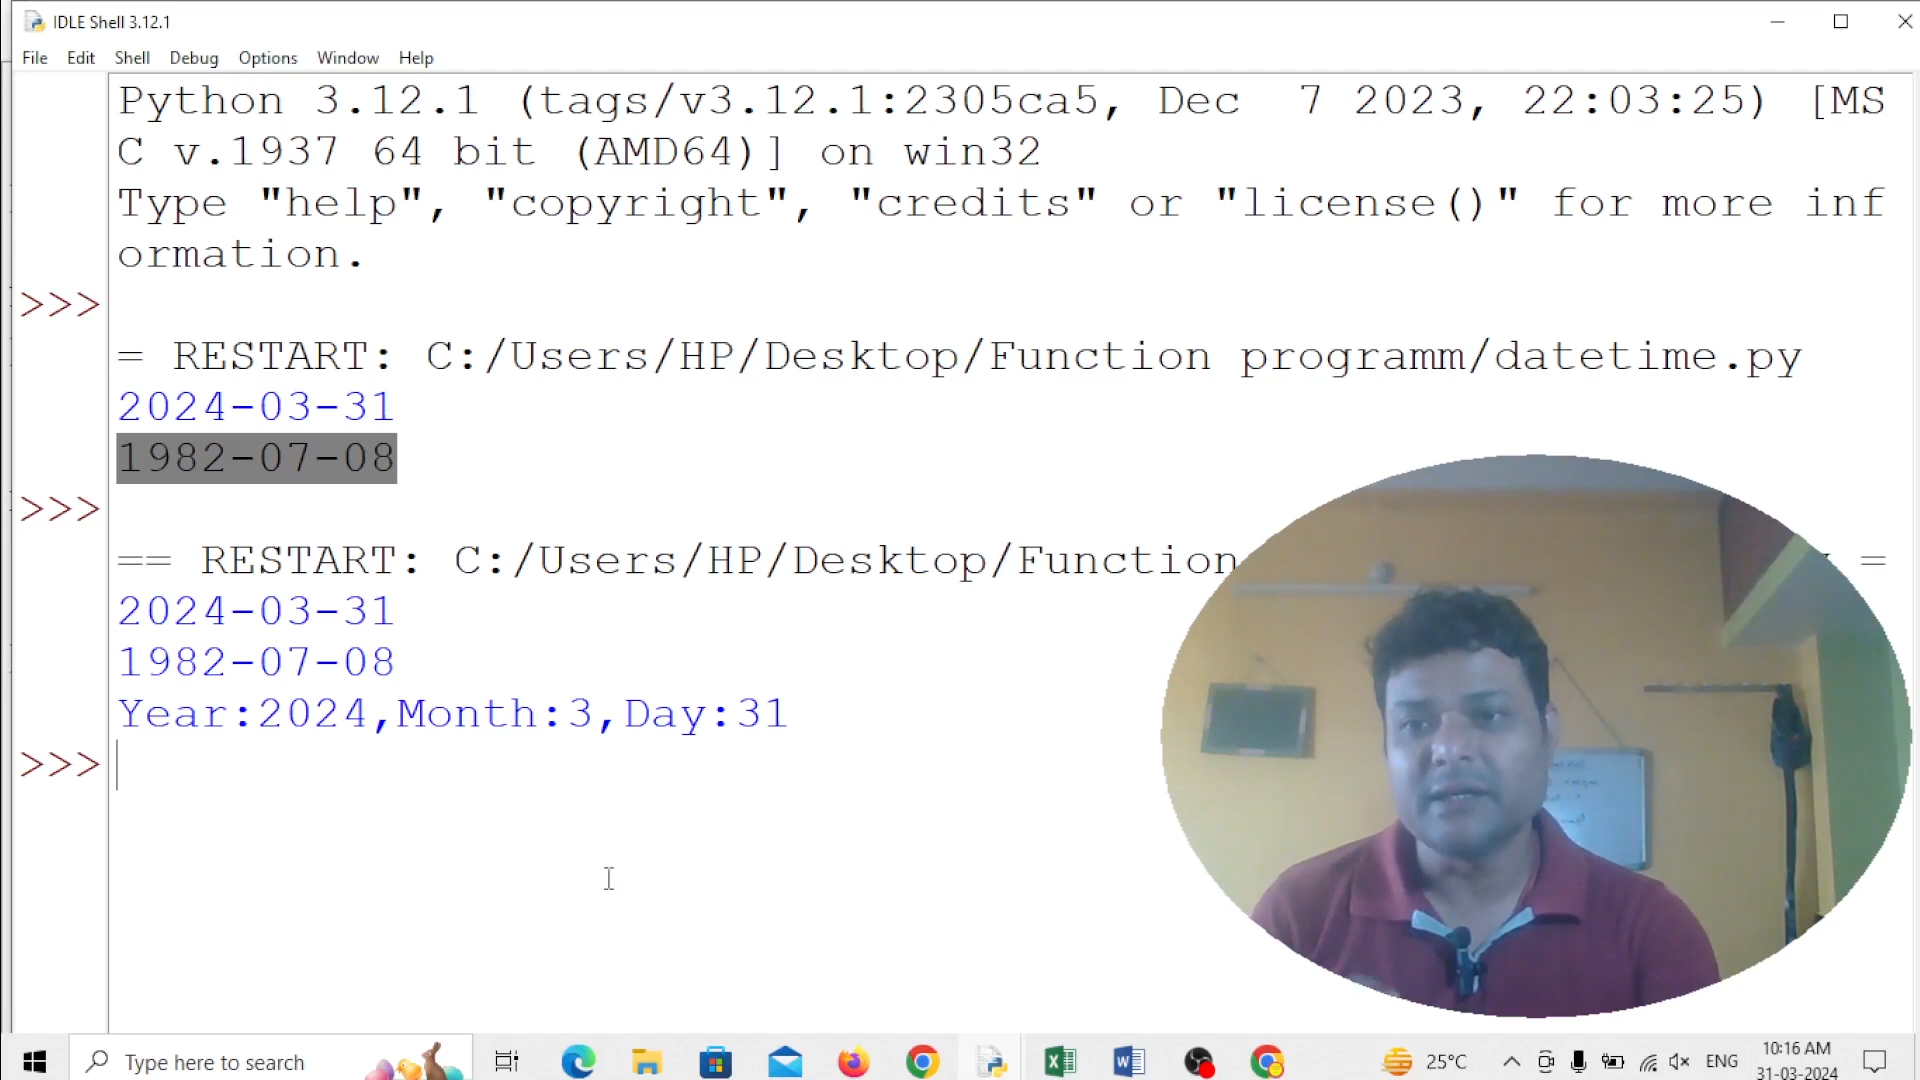 IDLE Shell 3.12.1
File Edit Shell Debug Options Window Help
Python 3.12.1 (tags/v3.12.1:2305ca5, Dec  7 2023, 22:03:25) [MS
C v.1937 64 bit (AMD64)] on win32
Type "help", "copyright", "credits" or "license()" for more inf
ormation.
>>>
= RESTART: C:/Users/HP/Desktop/Function programm/datetime.py
2024-03-31
1982-07-08
>>>
== RESTART: C:/Users/HP/Desktop/Function =
2024-03-31
1982-07-08
Year:2024,Month:3,Day:31
>>>
Type here to search
25°C
ENG
10:16 AM
31-03-2024